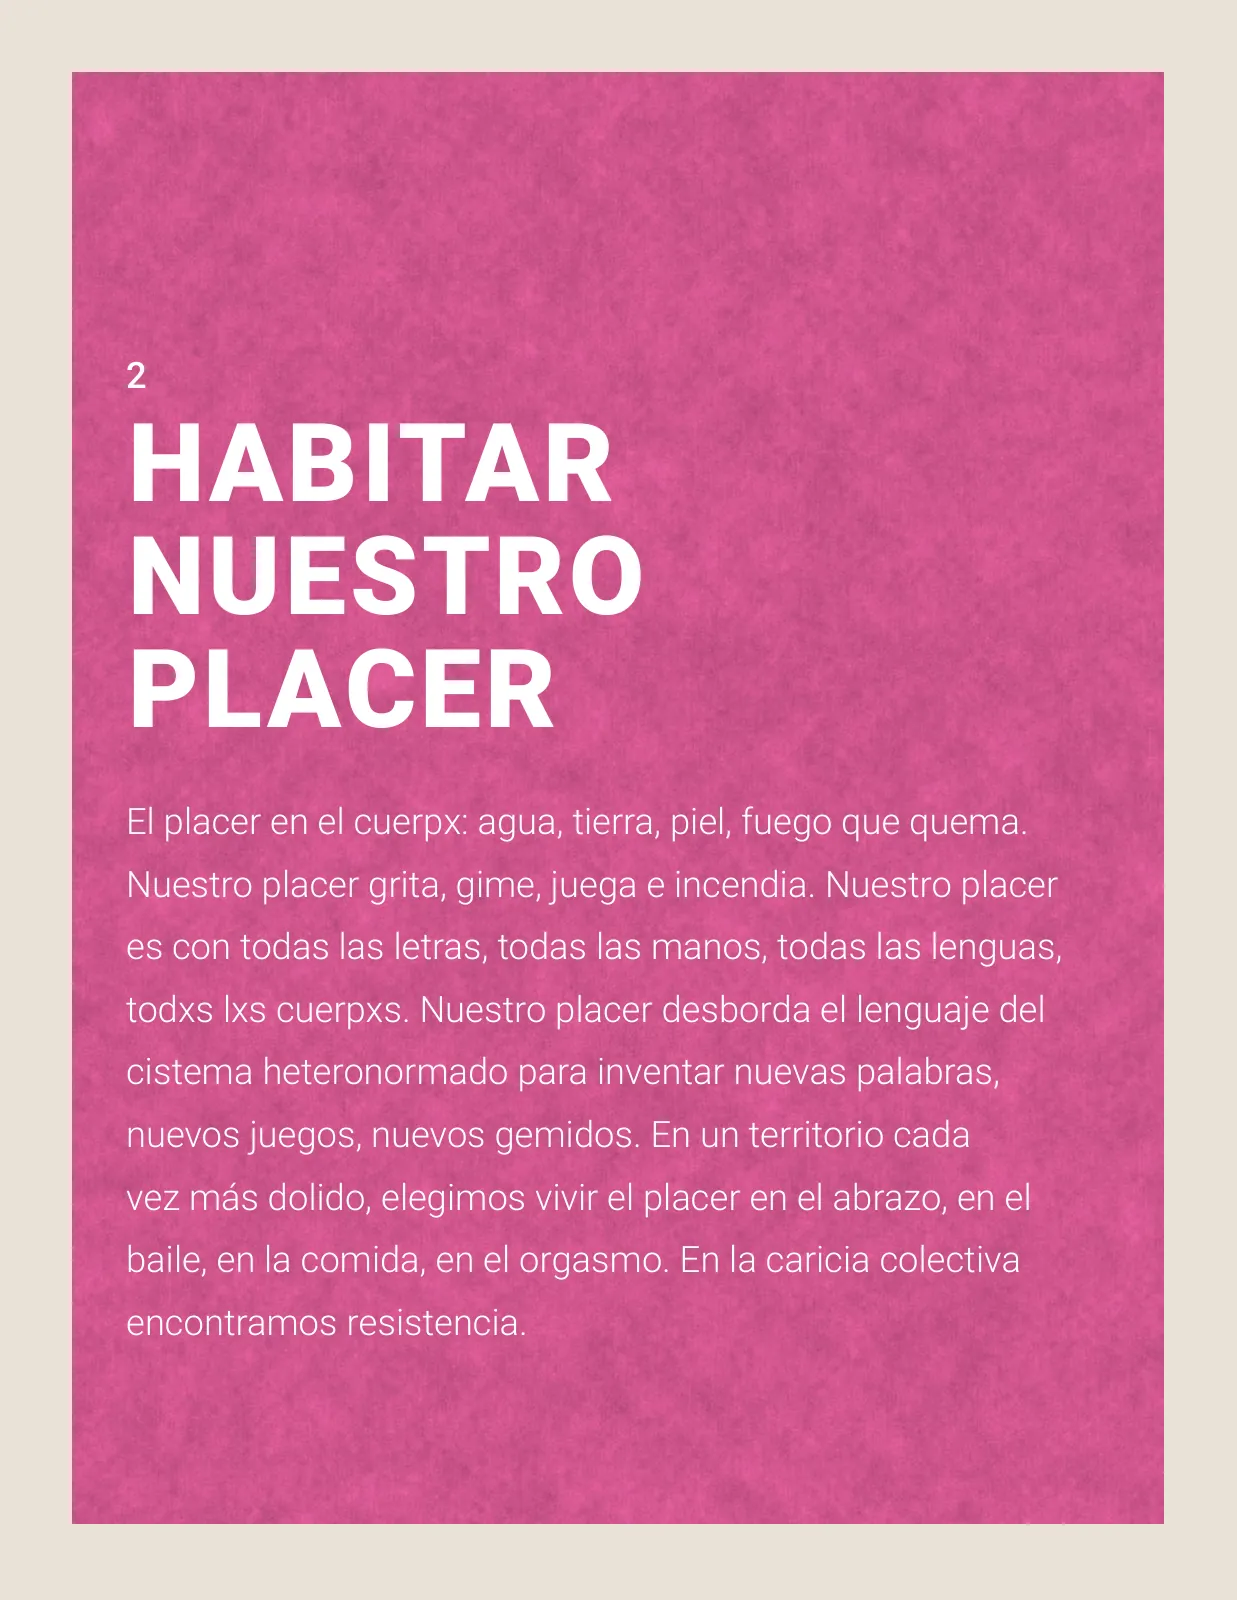 2
HABITAR
NUESTRO
PLACER
El placer en el cuerpx: agua, tierra, piel, fuego que quema.
Nuestro placer grita, gime, juega e incendia. Nuestro placer
es con todas las letras, todas las manos, todas las lenguas,
todxs lxs cuerpxs. Nuestro placer desborda el lenguaje del
cistema heteronormado para inventar nuevas palabras,
nuevos juegos, nuevos gemidos. En un territorio cada
vez más dolido, elegimos vivir el placer en el abrazo, en el
baile, en la comida, en el orgasmo. En la caricia colectiva
encontramos resistencia.